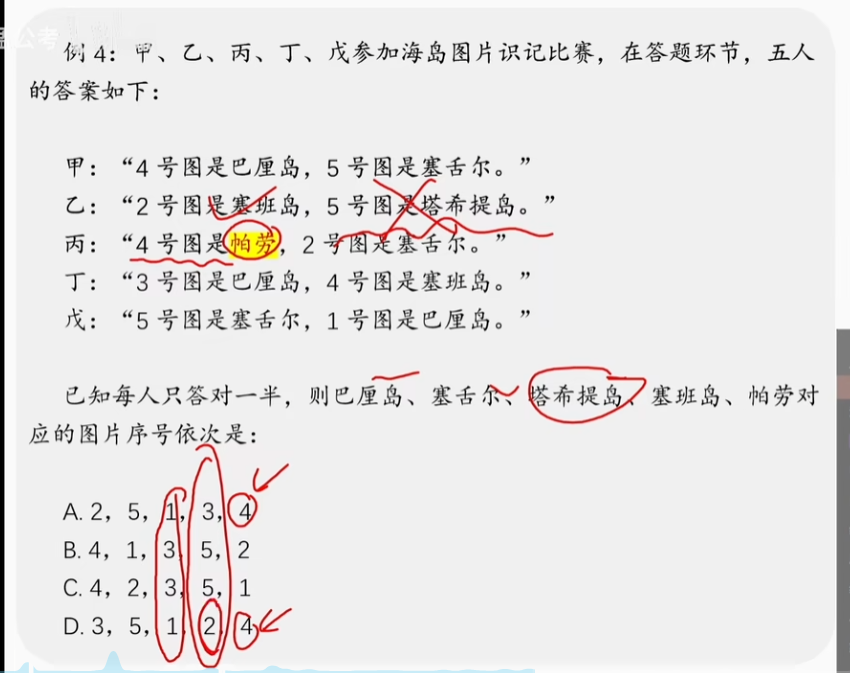 公考
例 4：甲、乙、丙、丁、戊参加海岛图片识记比赛，在答题环节，五人
的答案如下：
甲：“4 号图是巴厘岛，5 号图是塞舌尔。”
乙：“2 号图是塞班岛，5 号图是塔希提岛。”
丙：“4 号图是帕劳，2 号图是塞舌尔。”
丁：“3 号图是巴厘岛，4 号图是塞班岛。”
戊：“5 号图是塞舌尔，1 号图是巴厘岛。”
已知每人只答对一半，则巴厘岛、塞舌尔、塔希提岛、塞班岛、帕劳对
应的图片序号依次是：
A. 2，5，1，3，4
B. 4，1，3，5，2
C. 4，2，3，5，1
D. 3，5，1，2，4